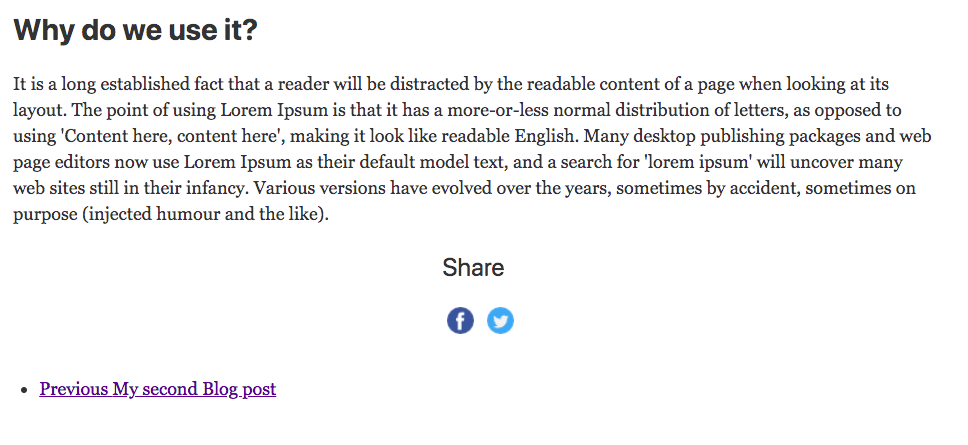 Why do we use it?
It is a long established fact that a reader will be distracted by the readable content of a page when looking at its
layout. The point of using Lorem Ipsum is that it has a more-or-less normal distribution of letters, as opposed to
using 'Content here, content here', making it look like readable English. Many desktop publishing packages and web
page editors now use Lorem Ipsum as their default model text, and a search for 'lorem ipsum' will uncover many
web sites still in their infancy. Various versions have evolved over the years, sometimes by accident, sometimes on
purpose (injected humour and the like).
Share
Previous My second Blog post